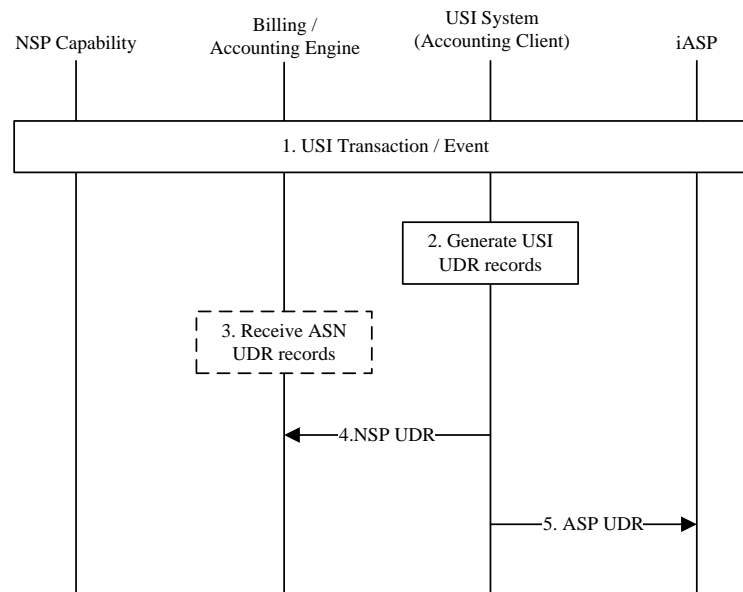 NSP Capability
Billing /
Accounting Engine
USI System
(Accounting Client)
iASP
1. USI Transaction / Event
2. Generate USI
UDR records
3. Receive ASN
UDR records
4.NSP UDR
5. ASP UDR